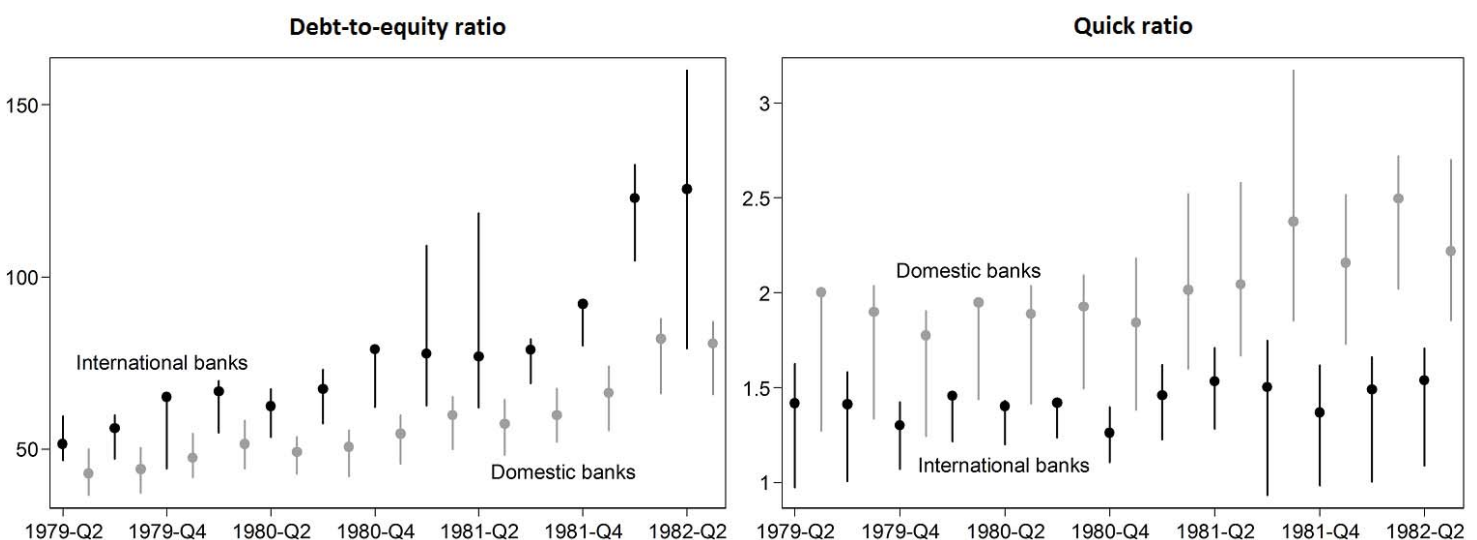 Debt-to-equity ratio
150
100
50
International banks
Domestic banks
1979-Q2 1979-Q4 1980-Q2 1980-Q4 1981-Q2 1981-Q4 1982-Q2
Quick ratio
3
2.5
2
1.5
1
Domestic banks
International banks
1979-Q2 1979-Q4 1980-Q2 1980-Q4 1981-Q2 1981-Q4 1982-Q2